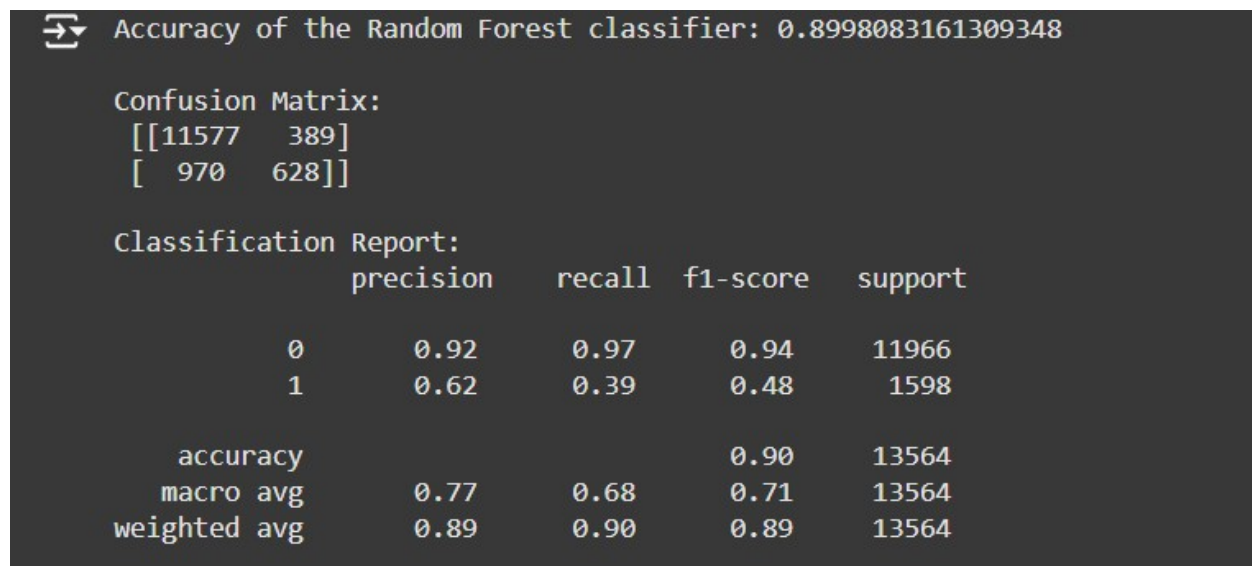 Accuracy of the Random Forest classifier: 0.8998083161309348
Confusion Matrix:
[[11577 389]
[ 970 628]]
Classification Report:
precision recall f1-score support
0 0.92 0.97 0.94 11966
1 0.62 0.39 0.48 1598
accuracy 0.90 13564
macro avg 0.77 0.68 0.71 13564
weighted avg 0.89 0.90 0.89 13564